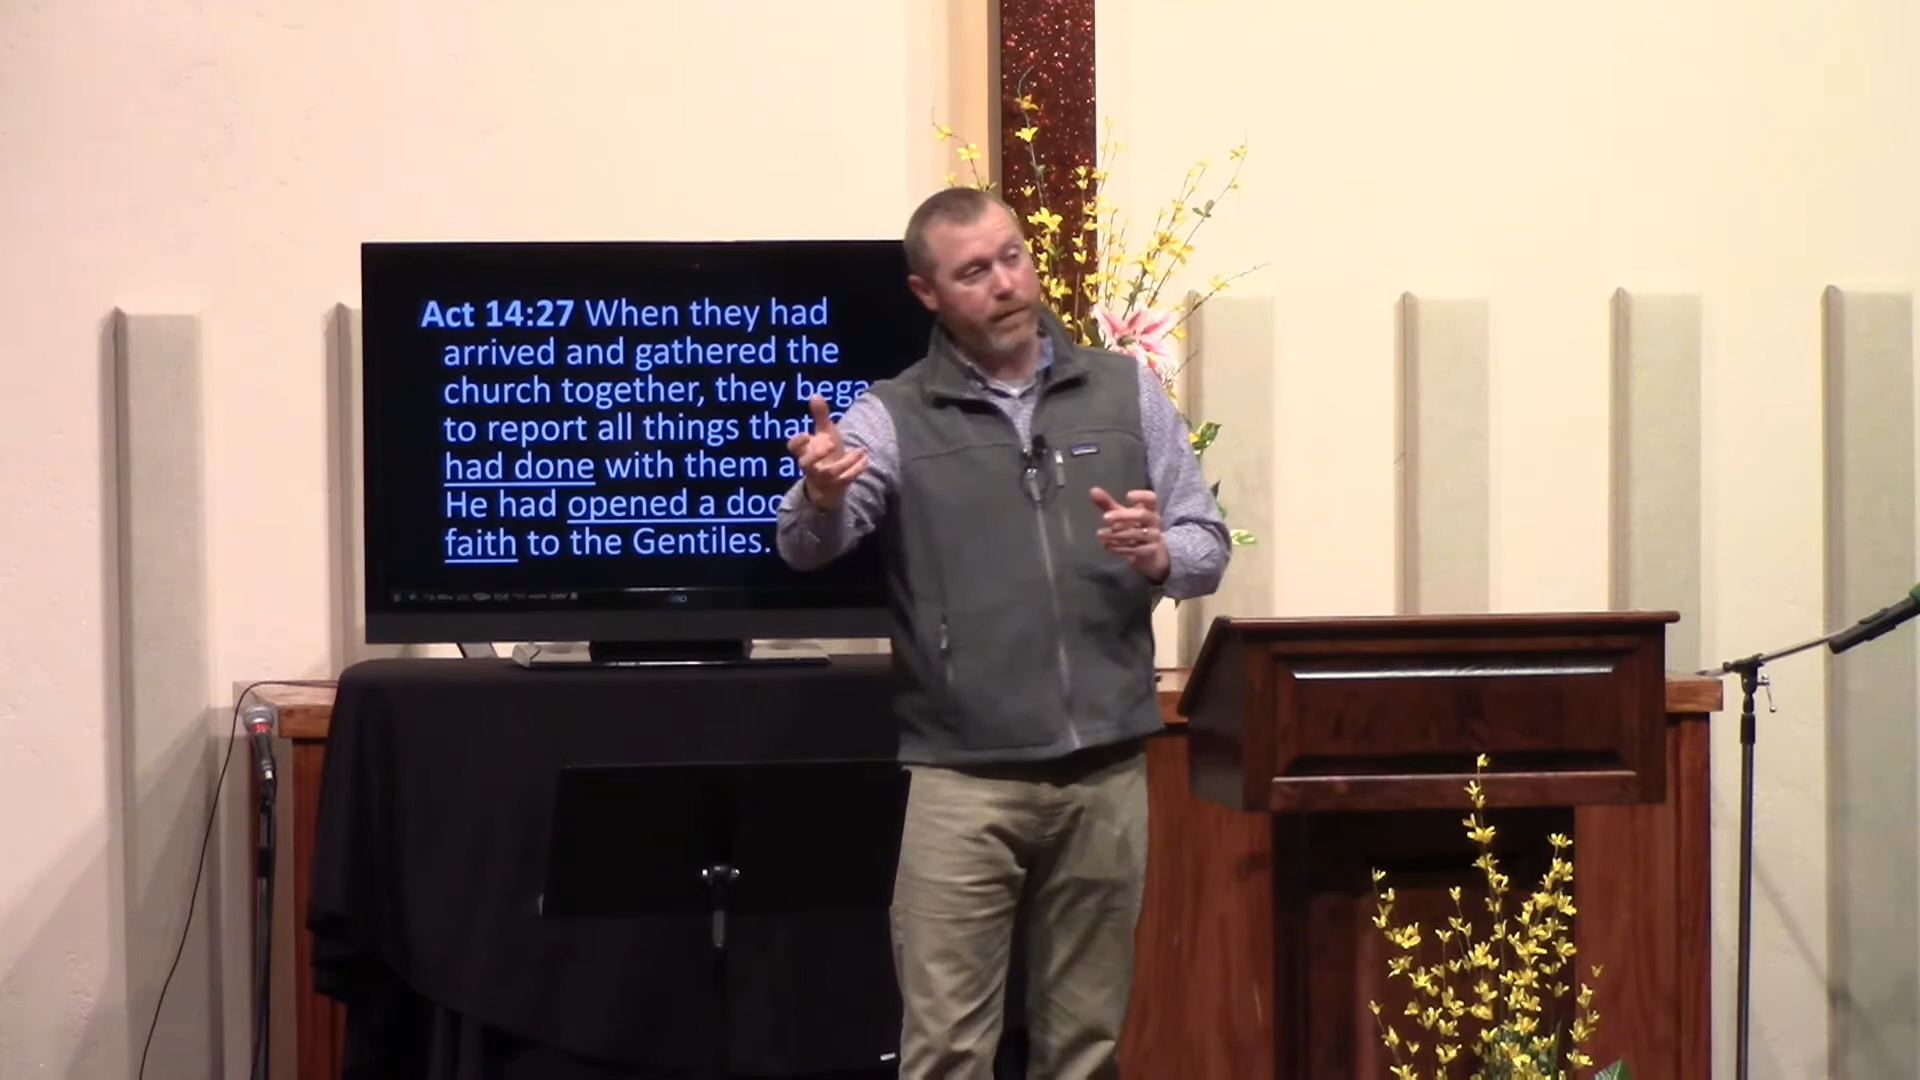 Act 14:27 When they had
arrived and gathered the
church together, they bega
to report all things that
had done with them a
He had opened a doo
faith to the Gentiles.